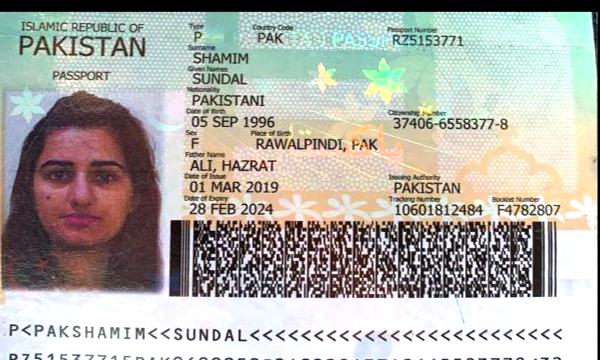 ISLAMIC REPUBLIC OF
PAKISTAN
PASSPORT
Type Country Code Passport Number
P PAK RZ5153771
Surname
SHAMIM
Given Names
SUNDAL
Nationality
PAKISTANI
Date of Birth Citizenship Number
05 SEP 1996 37406-6558377-8
Sex Place of Birth
F RAWALPINDI, PAK
Father Name
ALI, HAZRAT
Date of Issue Issuing Authority
01 MAR 2019 PAKISTAN
Date of Expiry Tracking Number Booklet Number
28 FEB 2024 10601812484 F4782807
P<PAKSHAMIM<<SUNDAL<<<<<<<<<<<<<<<<<<<<<<<<<